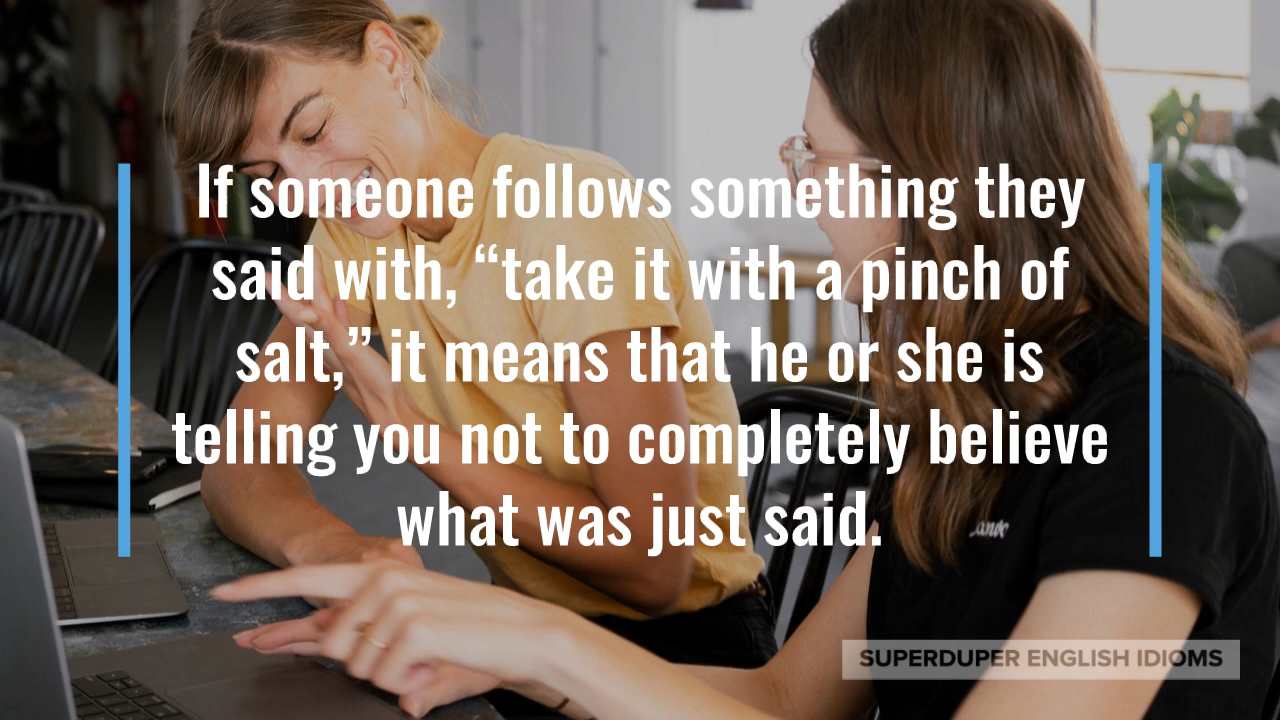 If someone follows something they
said with, “take it with a pinch of
salt,” it means that he or she is
telling you not to completely believe
what was just said.
SUPERDUPER ENGLISH IDIOMS